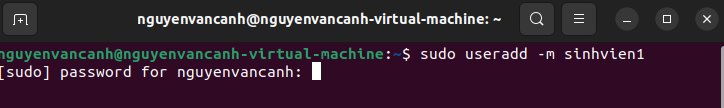 nguyenvancanh@nguyenvancanh-virtual-machine: ~
nguyenvancanh@nguyenvancanh-virtual-machine:~$ sudo useradd -m sinhvien1
[sudo] password for nguyenvancanh: